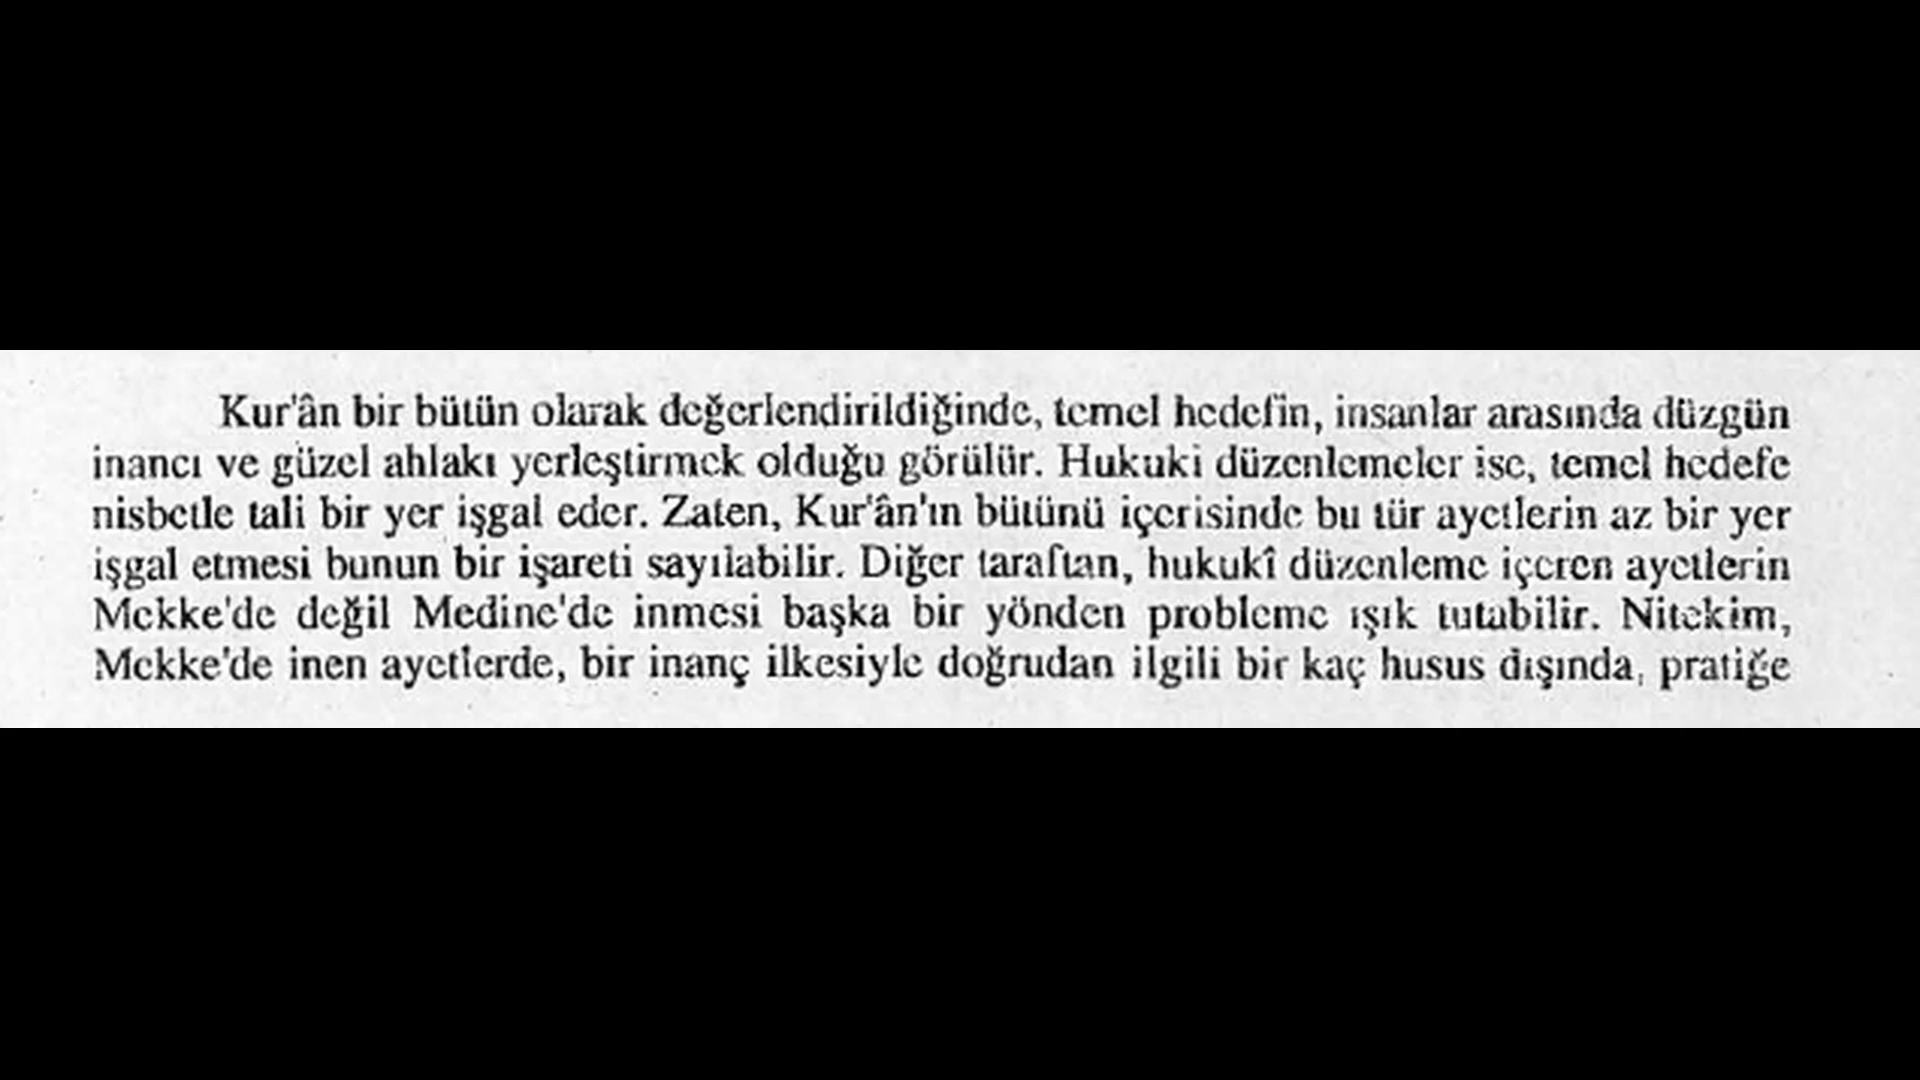 Kur'ân bir bütün olarak değerlendirildiğinde, temel hedefin, insanlar arasında düzgün
inancı ve güzel ahlakı yerleştirmek olduğu görülür. Hukuki düzenlemeler ise, temel hedefe
nisbetle tali bir yer işgal eder. Zaten, Kur'ân'ın bütünü içerisinde bu tür ayetlerin az bir yer
işgal etmesi bunun bir işareti sayılabilir. Diğer taraftan, hukukî düzenleme içeren ayetlerin
Mekke'de değil Medine'de inmesi başka bir yönden probleme ışık tutabilir. Nitekim,
Mekke'de inen ayetlerde, bir inanç ilkesiyle doğrudan ilgili bir kaç husus dışında, pratiğe